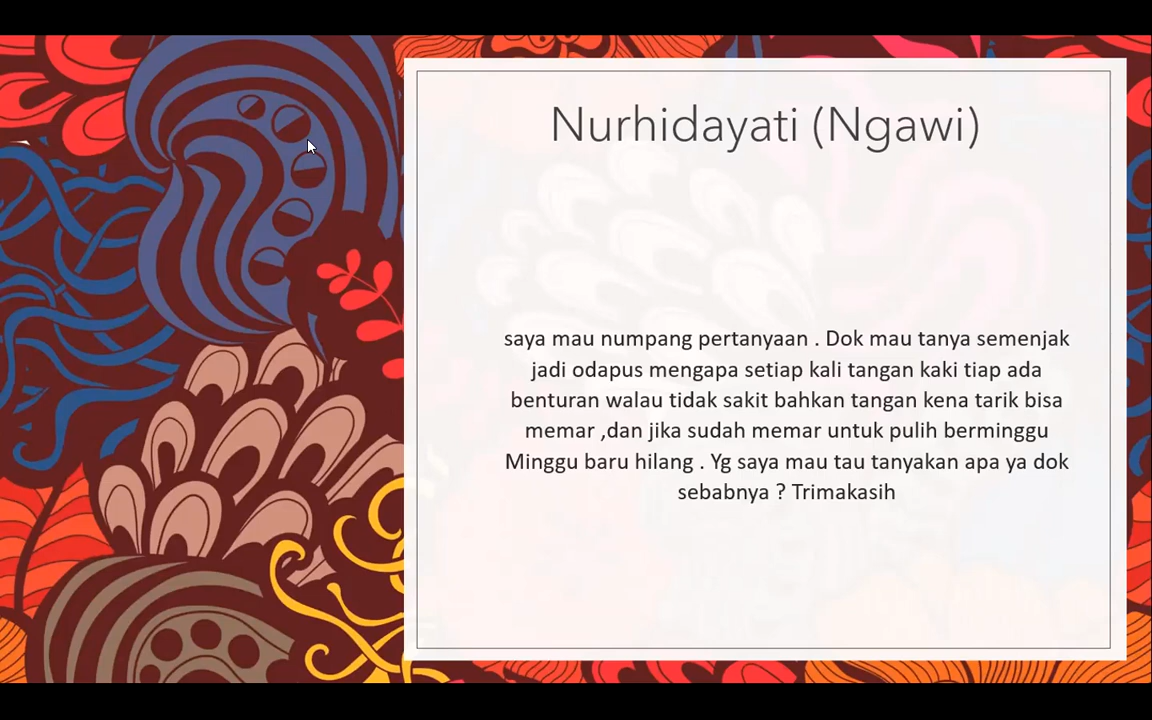 Nurhidayati (Ngawi)
saya mau numpang pertanyaan . Dok mau tanya semenjak
jadi odapus mengapa setiap kali tangan kaki tiap ada
benturan walau tidak sakit bahkan tangan kena tarik bisa
memar ,dan jika sudah memar untuk pulih berminggu
Minggu baru hilang . Yg saya mau tau tanyakan apa ya dok
sebabnya ? Trimakasih